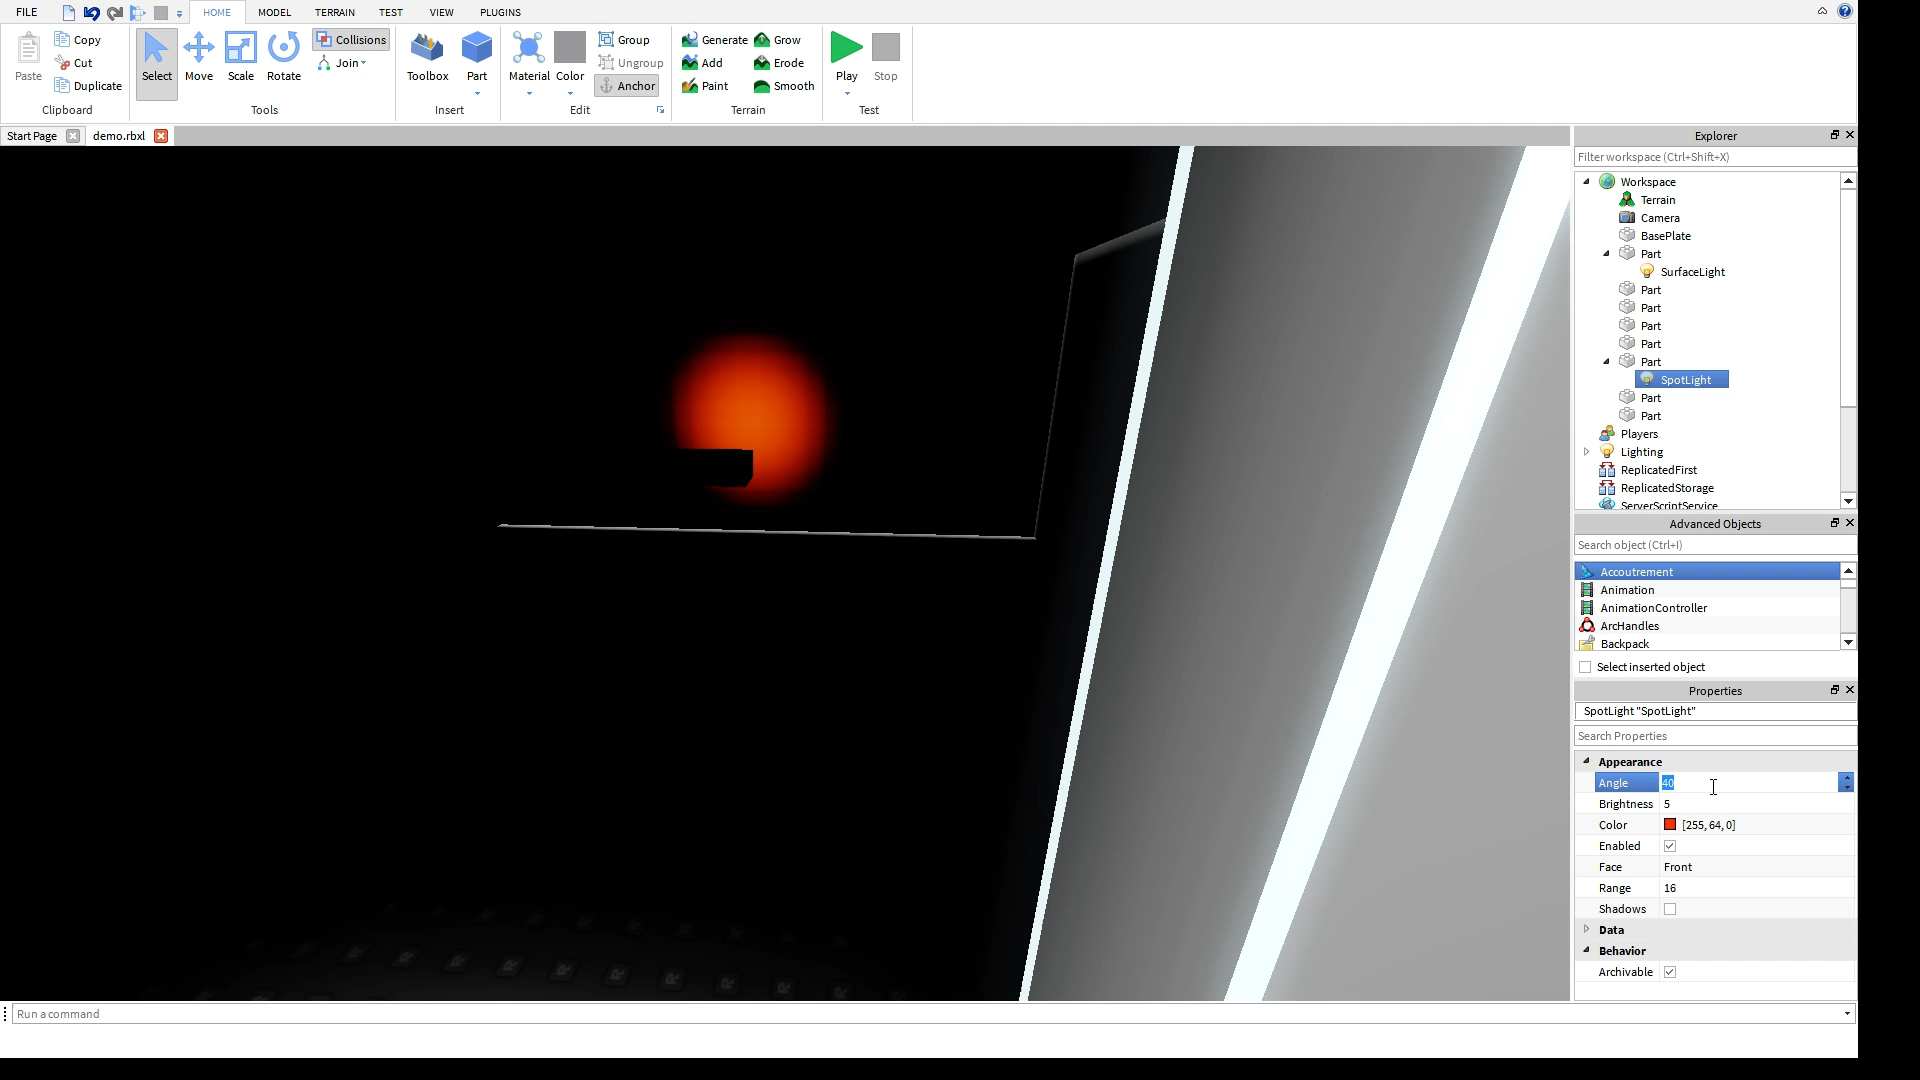 FILE HOME MODEL TERRAIN TEST VIEW PLUGINS
Paste Copy Cut Duplicate Clipboard
Select Move Scale Rotate Collisions Join Tools
Toolbox Part Insert
Material Color Group Ungroup Anchor Edit
Generate Add Paint Grow Erode Smooth Terrain
Play Stop Test
Start Page demo.rbxl
Explorer
Filter workspace (Ctrl+Shift+X)
Workspace
Terrain
Camera
BasePlate
Part
SurfaceLight
Part
Part
Part
Part
Part
SpotLight
Part
Part
Players
Lighting
ReplicatedFirst
ReplicatedStorage
ServerScriptService
Advanced Objects
Search object (Ctrl+I)
Accoutrement
Animation
AnimationController
ArcHandles
Backpack
Select inserted object
Properties
SpotLight "SpotLight"
Search Properties
Appearance
Angle 40
Brightness 5
Color [255, 64, 0]
Enabled
Face Front
Range 16
Shadows
Data
Behavior
Archivable
Run a command